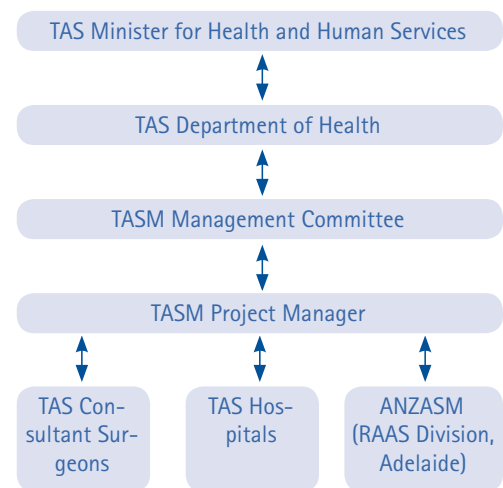 TAS Minister for Health and Human Services
TAS Department of Health
TASM Management Committee
TASM Project Manager
TAS Con-
sultant Sur-
geons
TAS Hos-
pitals
ANZASM
(RAAS Division,
Adelaide)